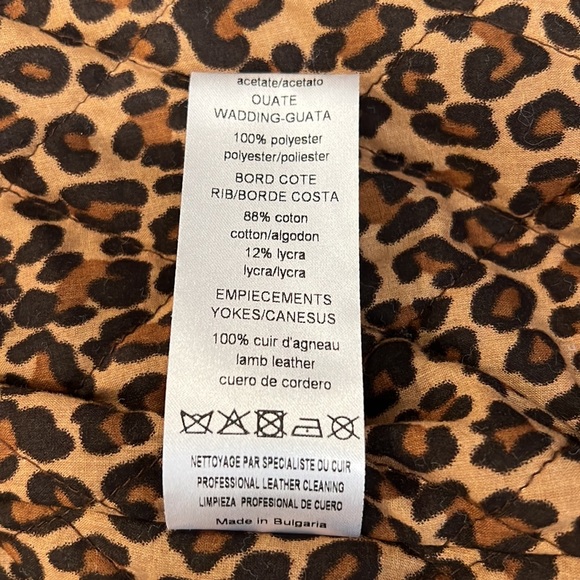 acetate/acetato
OUATE
WADDING-GUATA
100% polyester
polyester/poliester
BORD COTE
RIB/BORDE COSTA
88% coton
cotton/algodon
12% lycra
lycra/lycra
EMPIECEMENTS
YOKES/CANESUS
100% cuir d'agneau
lamb leather
cuero de cordero
NETTOYAGE PAR SPECIALISTE DU CUIR
PROFESSIONAL LEATHER CLEANING
LIMPIEZA PROFESIONAL DE CUERO
Made in Bulgaria